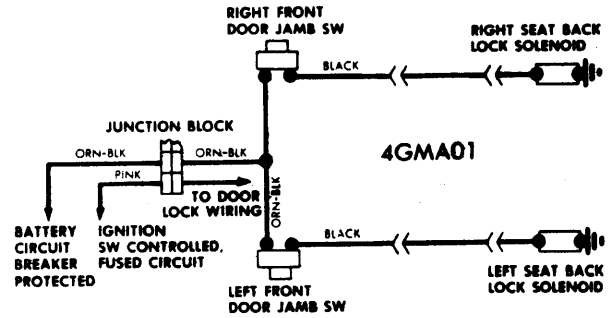 RIGHT FRONT
DOOR JAMB SW
RIGHT SEAT BACK
LOCK SOLENOID
BLACK
JUNCTION BLOCK
ORN-BLK
ORN-BLK
4GMA01
PINK
TO DOOR
LOCK WIRING
ORN-BLK
BATTERY
CIRCUIT
BREAKER
PROTECTED
IGNITION
SW CONTROLLED,
FUSED CIRCUIT
BLACK
LEFT FRONT
DOOR JAMB SW
LEFT SEAT BACK
LOCK SOLENOID